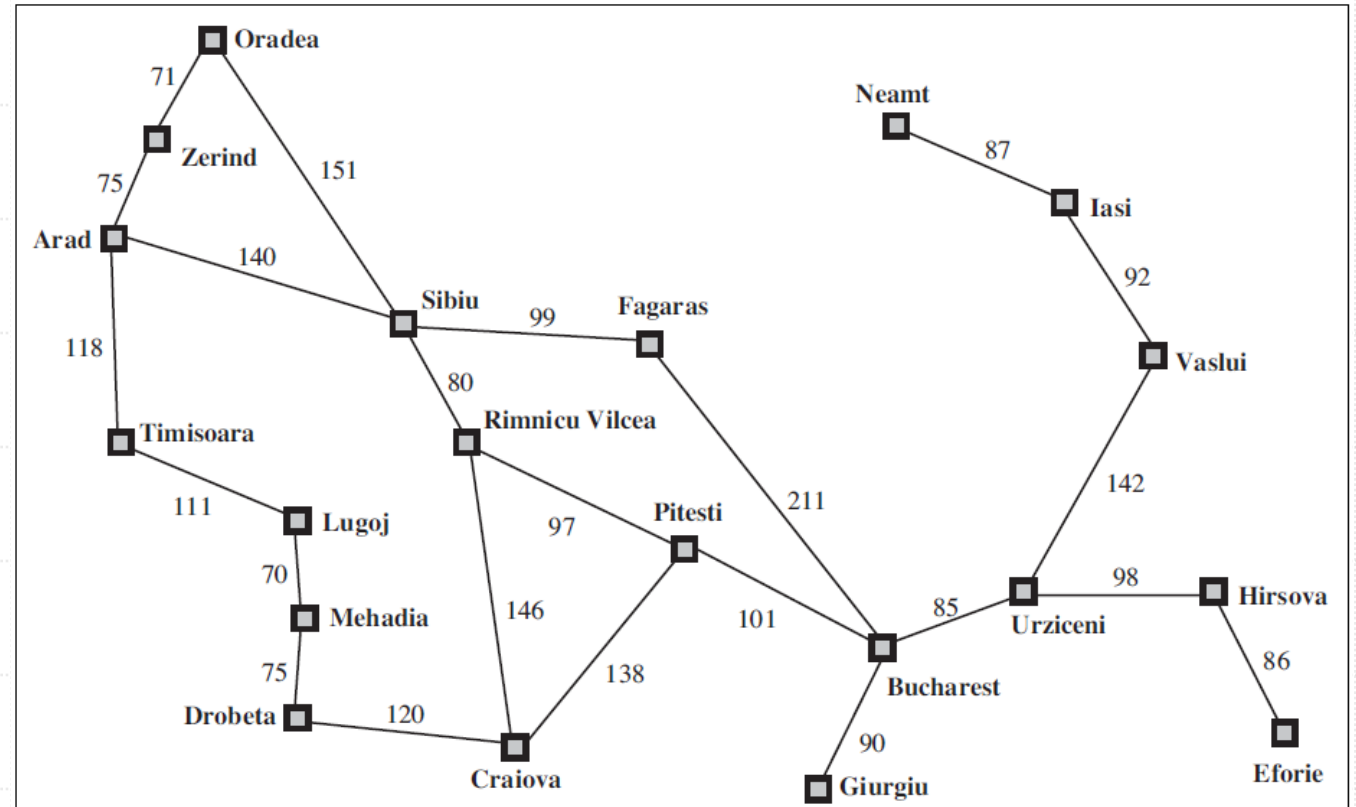 Oradea
71
Neamt
Zerind
87
151
75
Iasi
Arad
140
92
Sibiu
Fagaras
99
118
Vaslui
80
Rimnicu Vilcea
Timisoara
142
111
Pitesti
211
Lugoj
97
70
98
Hirsova
146
101
85
Mehadia
Urziceni
86
75
138
Bucharest
Drobeta
120
90
Craiova
Giurgiu
Eforie